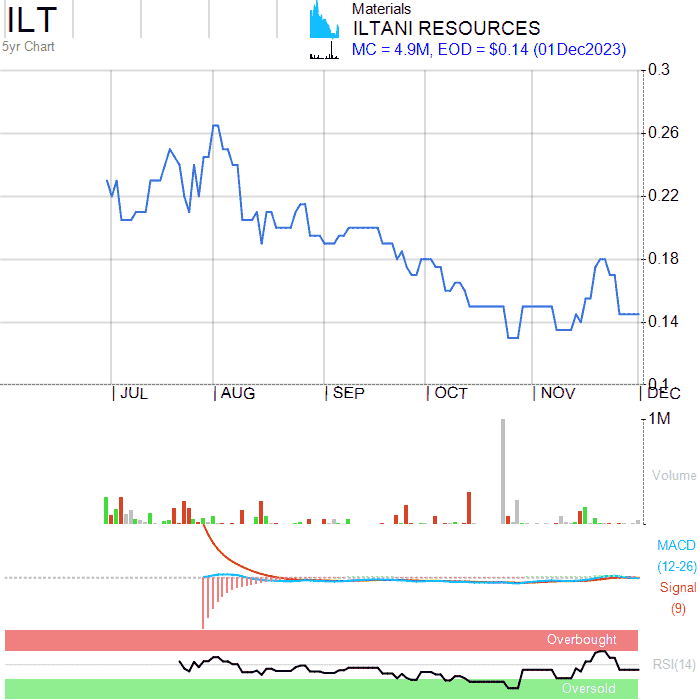 ILT
5yr Chart
Materials
ILTANI RESOURCES
MC = 4.9M, EOD = $0.14 (01Dec2023)
0.3
0.26
0.22
0.18
0.14
0.1
JUL
AUG
SEP
OCT
NOV
DEC
1M
Volume
MACD
(12-26)
Signal
(9)
Overbought
RSI(14)
Oversold